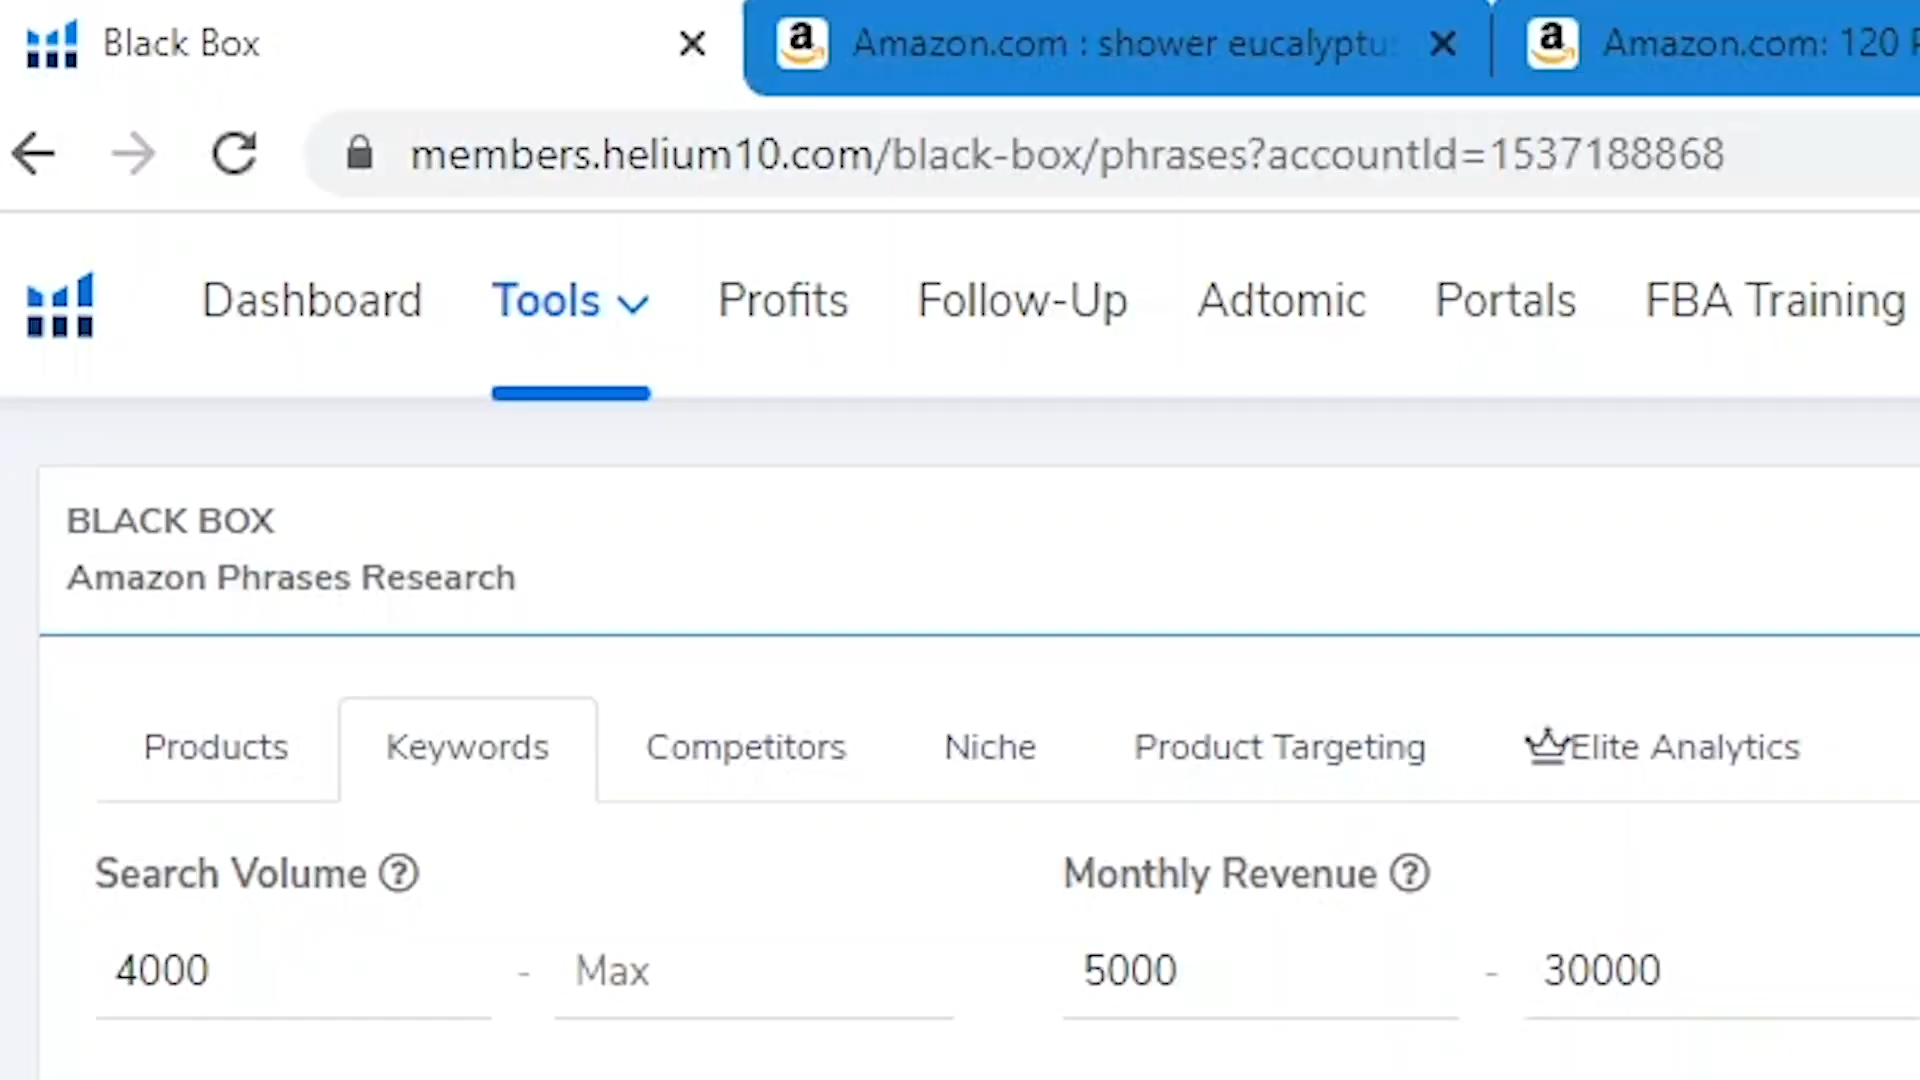 Black Box
Amazon.com : shower eucalyptu
Amazon.com: 120
members.helium10.com/black-box/phrases?accountId=1537188868
Dashboard Tools Profits Follow-Up Adtomic Portals FBA Training
BLACK BOX
Amazon Phrases Research
Products Keywords Competitors Niche Product Targeting Elite Analytics
Search Volume ? Monthly Revenue ?
4000 - Max 5000 - 30000